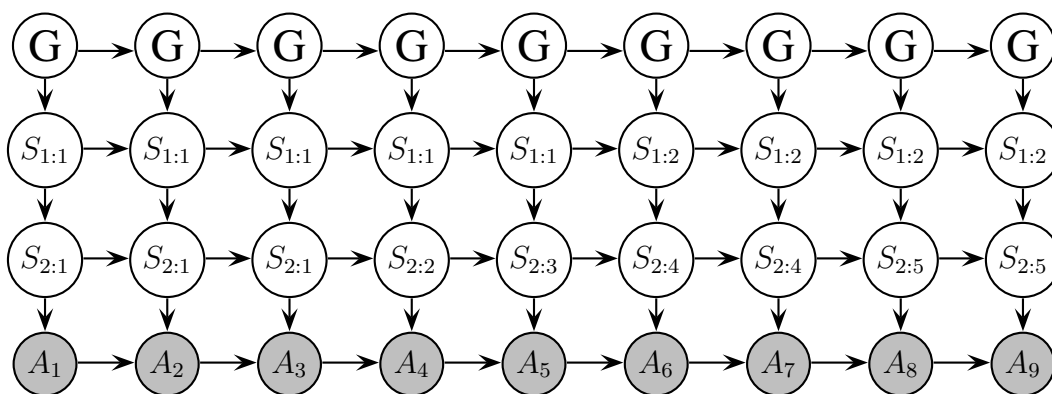 G G G G G G G G G
S1:1 S1:1 S1:1 S1:1 S1:1 S1:2 S1:2 S1:2 S1:2
S2:1 S2:1 S2:1 S2:2 S2:3 S2:4 S2:4 S2:5 S2:5
A1 A2 A3 A4 A5 A6 A7 A8 A9